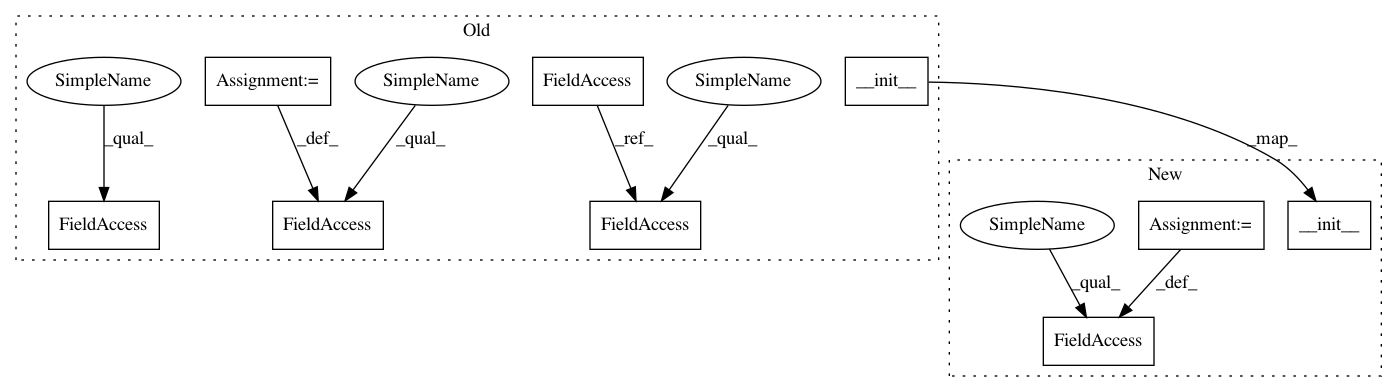 Old
SimpleName
Assignment:=
SimpleName
FieldAccess
SimpleName
__init__
_qual_
_def_
_qual_
_ref_
_qual_
_map_
New
FieldAccess
FieldAccess
FieldAccess
SimpleName
Assignment:=
__init__
_qual_
_def_
FieldAccess